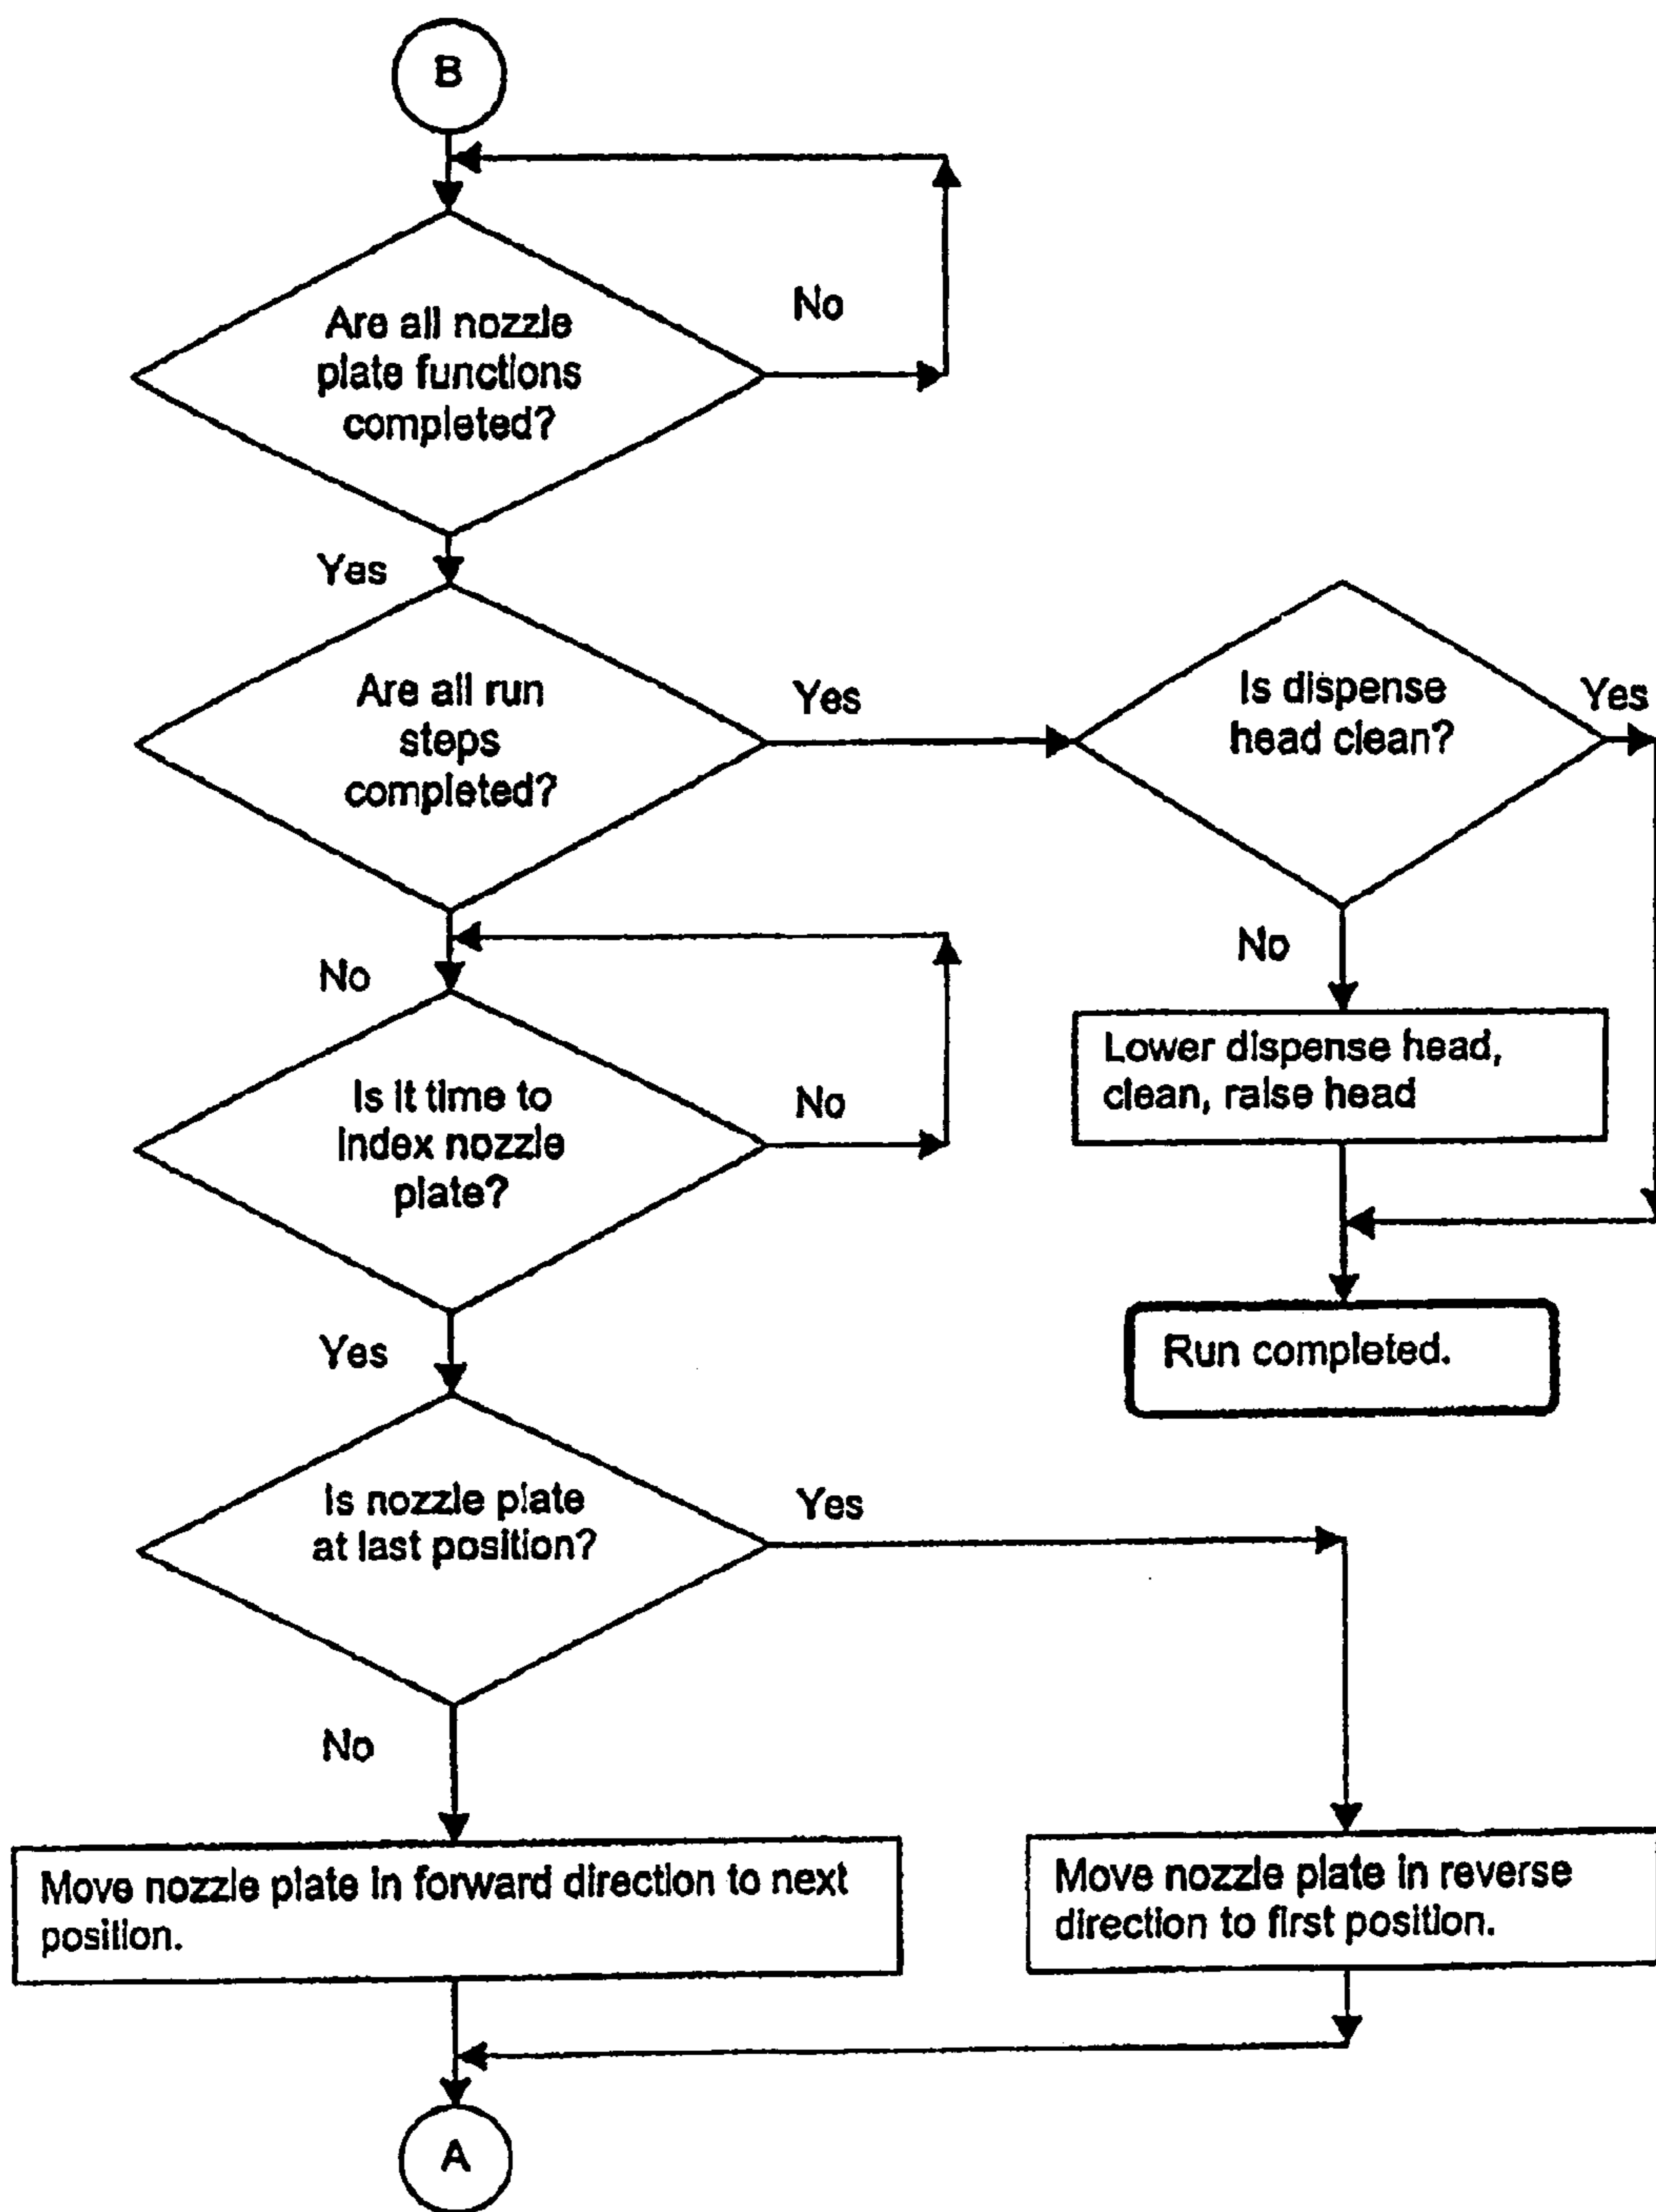 B
Are all nozzle
plate functions
completed?
No
Yes
Are all run
steps
completed?
Yes
Is dispense
head clean?
Yes
No
Lower dispense head,
clean, raise head
Run completed.
No
Is it time to
index nozzle
plate?
No
Yes
Is nozzle plate
at last position?
Yes
No
Move nozzle plate in forward direction to next
position.
Move nozzle plate in reverse
direction to first position.
A